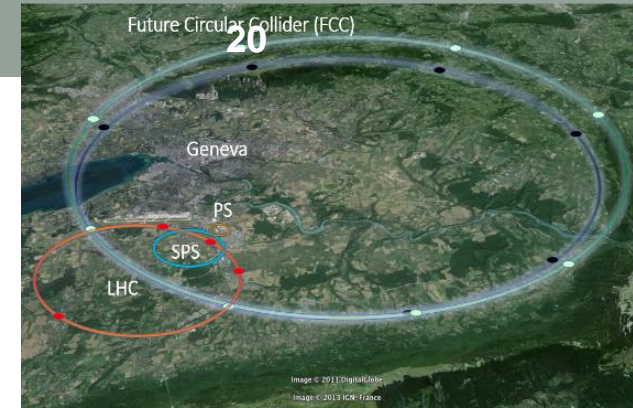 Future Circular Collider (FCC)
20
Geneva
PS
SPS
LHC
Image © 2013 DigitalGlobe
Image © 2013 IGN-France